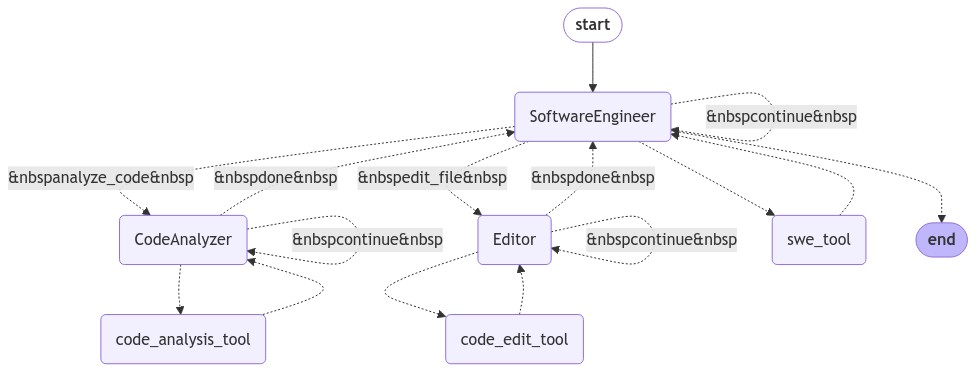 start
SoftwareEngineer
&nbspcontinue&nbsp
&nbspanalyze_code&nbsp
&nbspdone&nbsp
&nbspedit_file&nbsp
&nbspdone&nbsp
CodeAnalyzer
&nbspcontinue&nbsp
Editor
&nbspcontinue&nbsp
swe_tool
end
code_analysis_tool
code_edit_tool